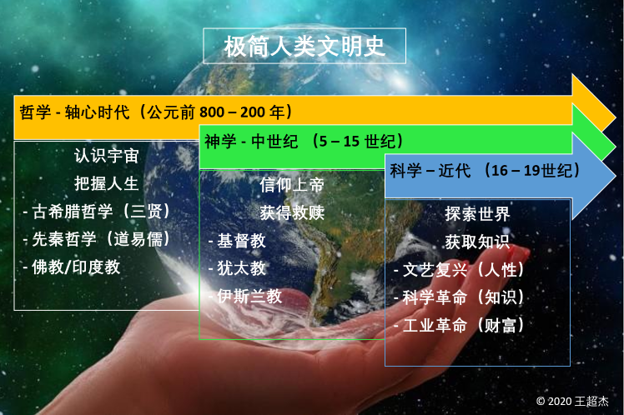 极简人类文明史
哲学 - 轴心时代（公元前 800 – 200 年）
神学 - 中世纪 （5 – 15 世纪）
科学 – 近代 （16 – 19世纪）
认识宇宙
把握人生
- 古希腊哲学（三贤）
- 先秦哲学（道易儒）
- 佛教/印度教
信仰上帝
获得救赎
- 基督教
- 犹太教
- 伊斯兰教
探索世界
获取知识
- 文艺复兴（人性）
- 科学革命（知识）
- 工业革命（财富）
© 2020 王超杰